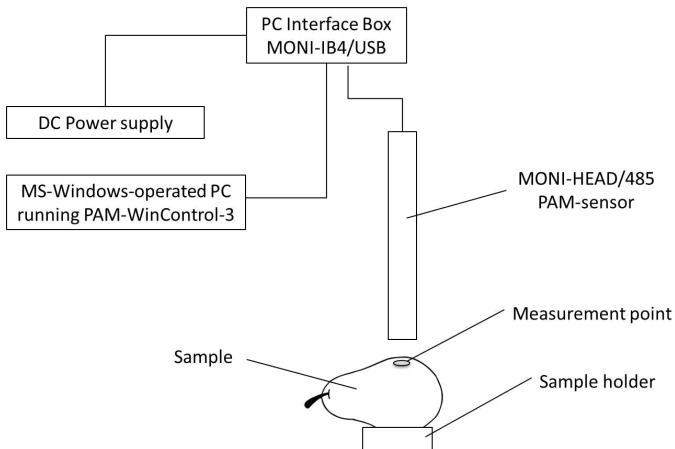 PC Interface Box
MONI-IB4/USB
DC Power supply
MS-Windows-operated PC
running PAM-WinControl-3
MONI-HEAD/485
PAM-sensor
Measurement point
Sample
Sample holder